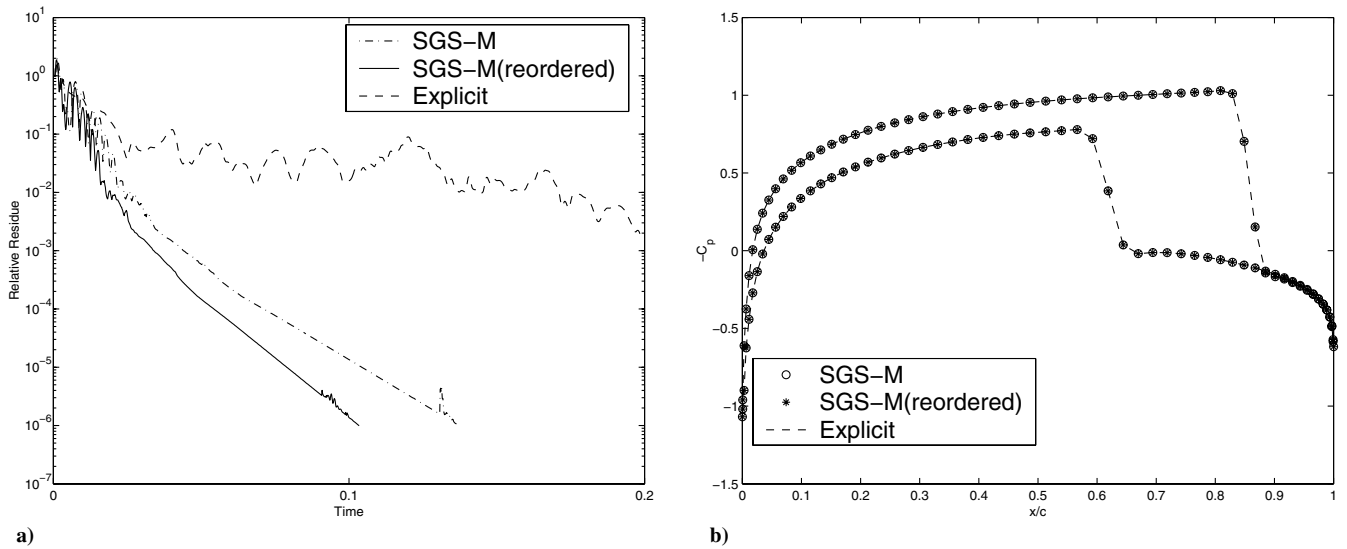 10^1
10^0
10^-1
10^-2
10^-3
10^-4
10^-5
10^-6
10^-7
Relative Residue
0
0.1
0.2
Time
SGS-M
SGS-M(reordered)
Explicit
a)
1.5
1
0.5
0
-0.5
-1
-1.5
-C_p
0
0.1
0.2
0.3
0.4
0.5
0.6
0.7
0.8
0.9
1
x/c
SGS-M
SGS-M(reordered)
Explicit
b)